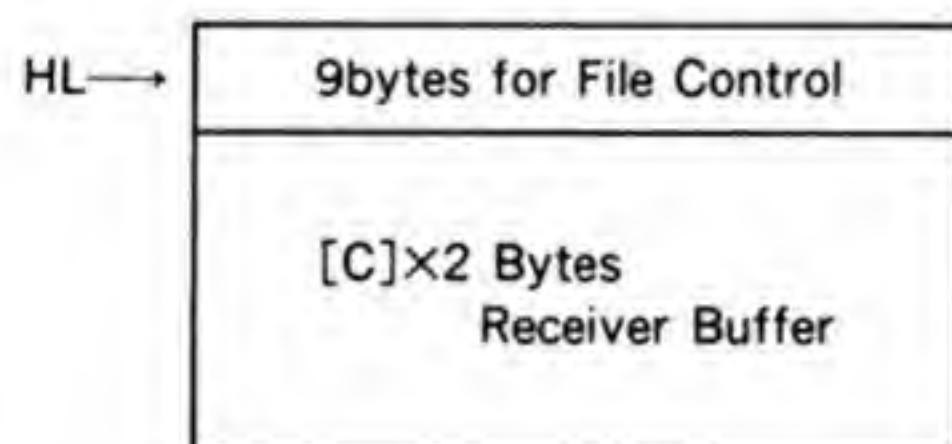 HL→ 9bytes for File Control
[C]×2 Bytes
Receiver Buffer